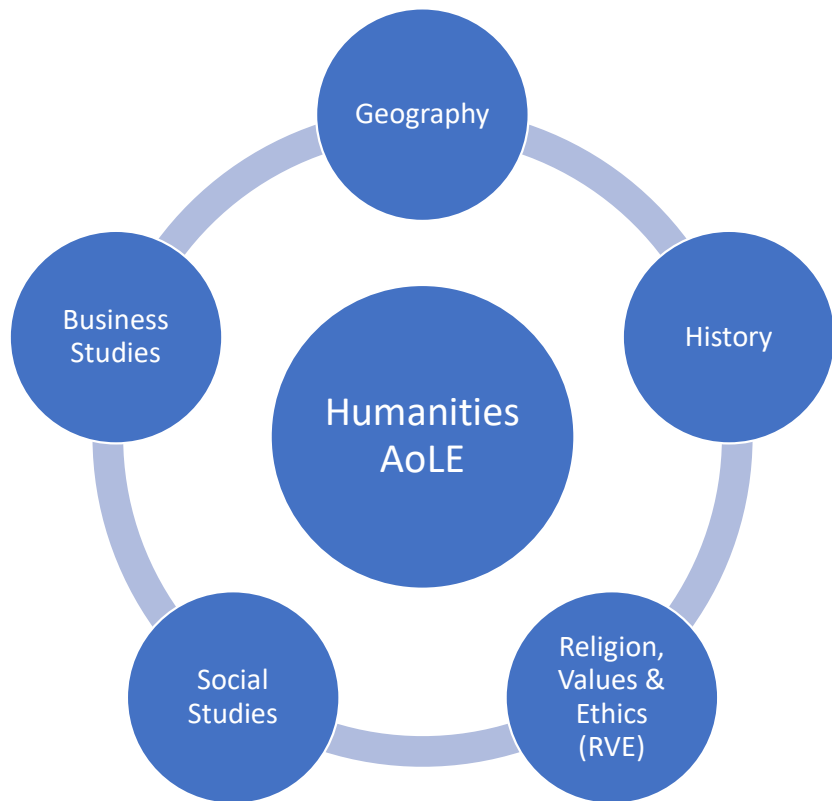 Geography
History
Religion,
Values &
Ethics
(RVE)
Social
Studies
Business
Studies
Humanities
AoLE